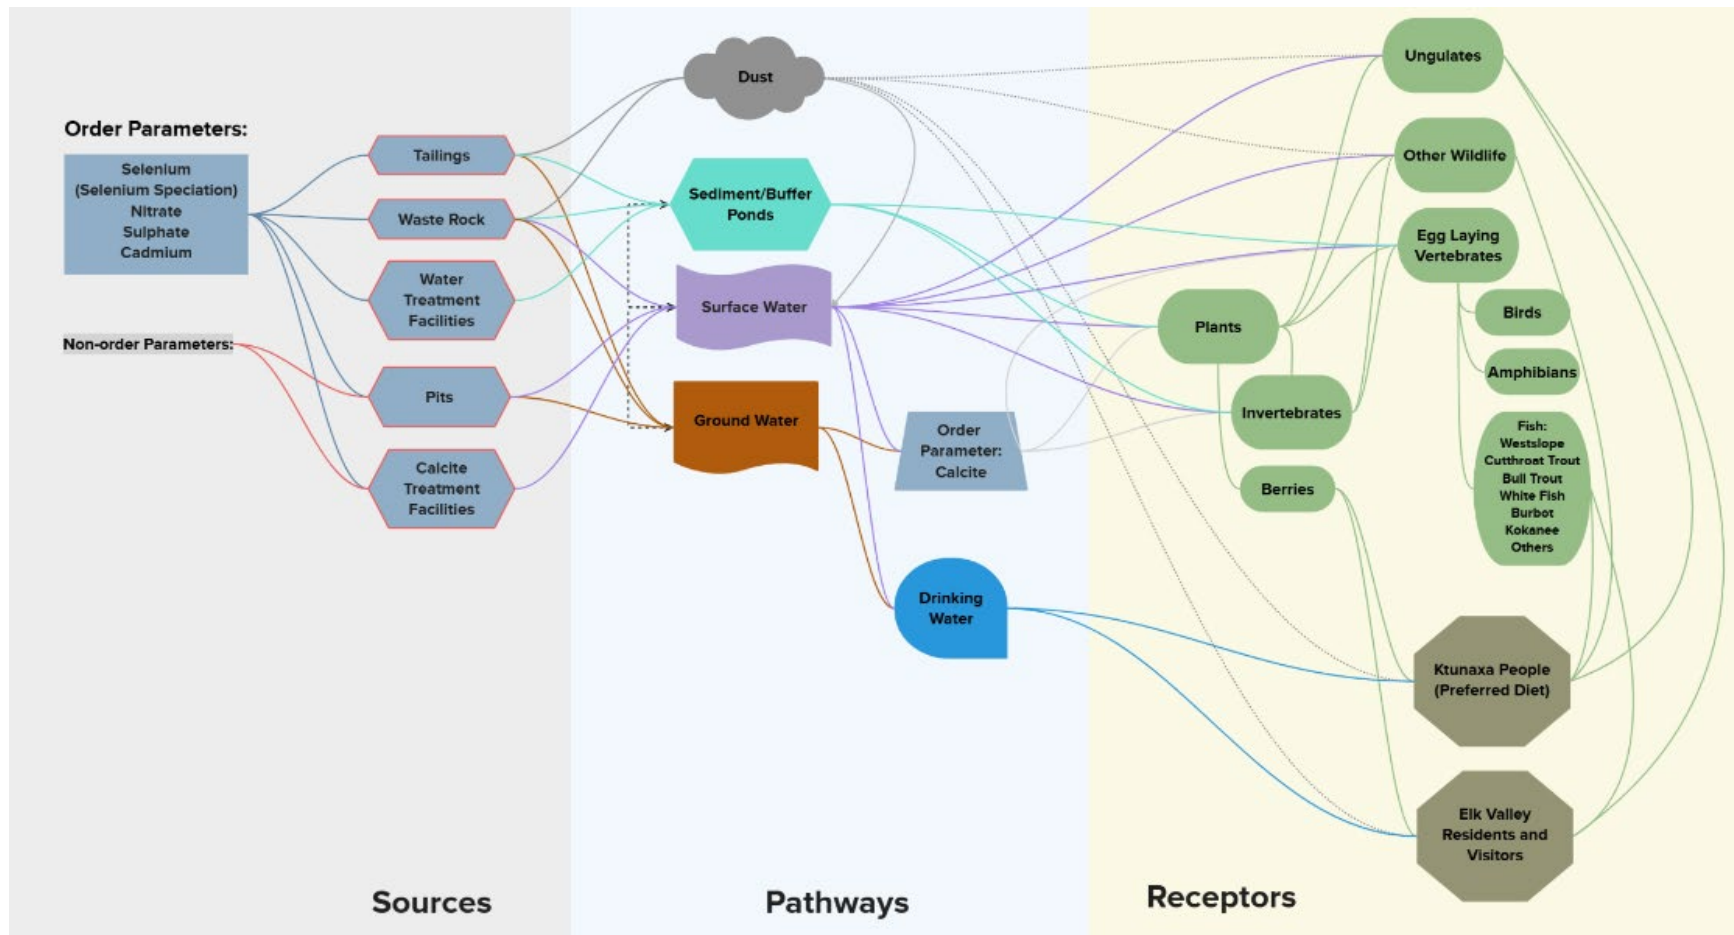 Order Parameters:
Selenium
(Selenium Speciation)
Nitrate
Sulphate
Cadmium
Non-order Parameters:
Tailings
Waste Rock
Water
Treatment
Facilities
Pits
Calcite
Treatment
Facilities
Sources
Dust
Sediment/Buffer
Ponds
Surface Water
Ground Water
Order
Parameter:
Calcite
Drinking
Water
Pathways
Ungulates
Other Wildlife
Egg Laying
Vertebrates
Birds
Amphibians
Fish:
Westslope
Cutthroat Trout
Bull Trout
White Fish
Burbot
Kokanee
Others
Plants
Invertebrates
Berries
Ktunaxa People
(Preferred Diet)
Elk Valley
Residents and
Visitors
Receptors